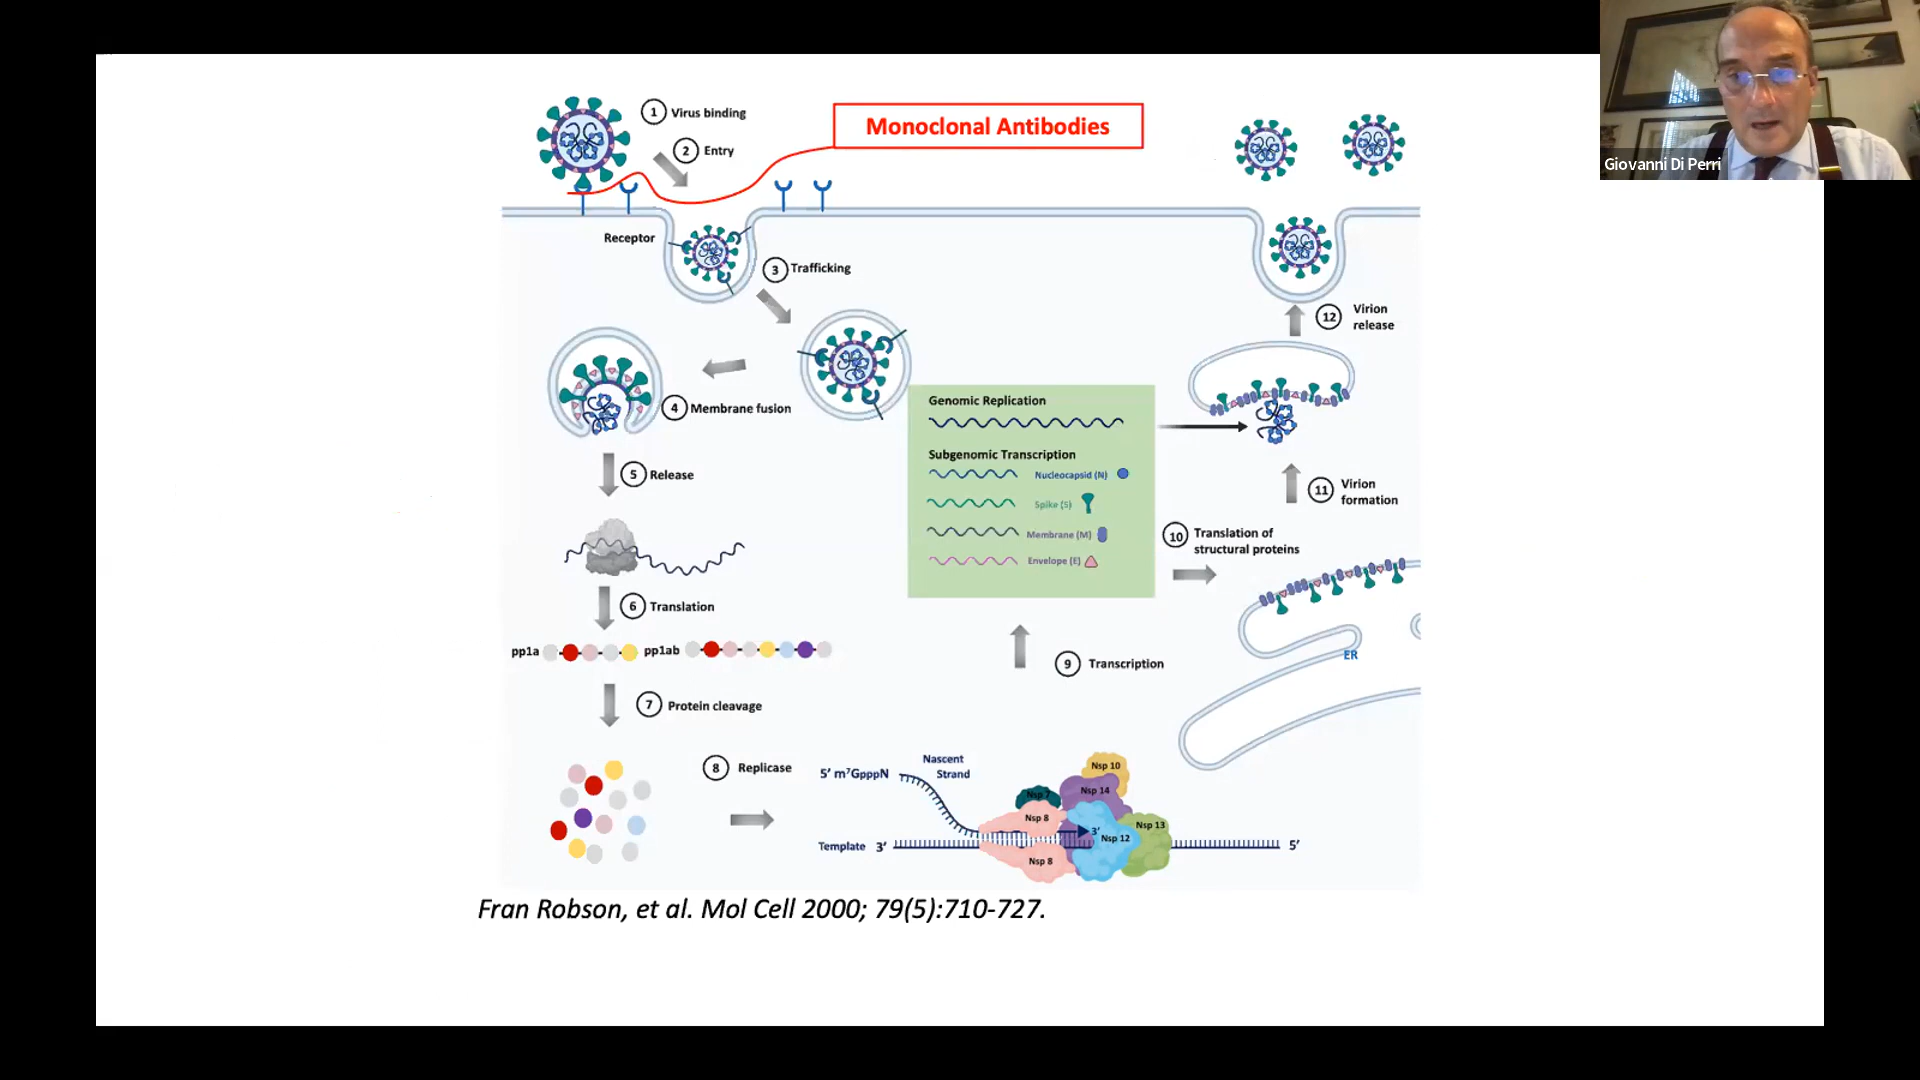 1 Virus binding
Monoclonal Antibodies
2 Entry
Giovanni Di Perri
Receptor
3 Trafficking
12 Virion
release
4 Membrane fusion
Genomic Replication
Subgenomic Transcription
Nucleocapsid (N)
Spike (S)
Membrane (M)
Envelope (E)
5 Release
11 Virion
formation
10 Translation of
structural proteins
6 Translation
pp1a
pp1ab
ER
9 Transcription
7 Protein cleavage
8 Replicase
5’ m7GpppN
Nascent
Strand
Nsp 10
Nsp 14
Nsp 7
Nsp 8
3’
Nsp 12
Nsp 13
Template 3’
5’
Nsp 8
Fran Robson, et al. Mol Cell 2000; 79(5):710-727.